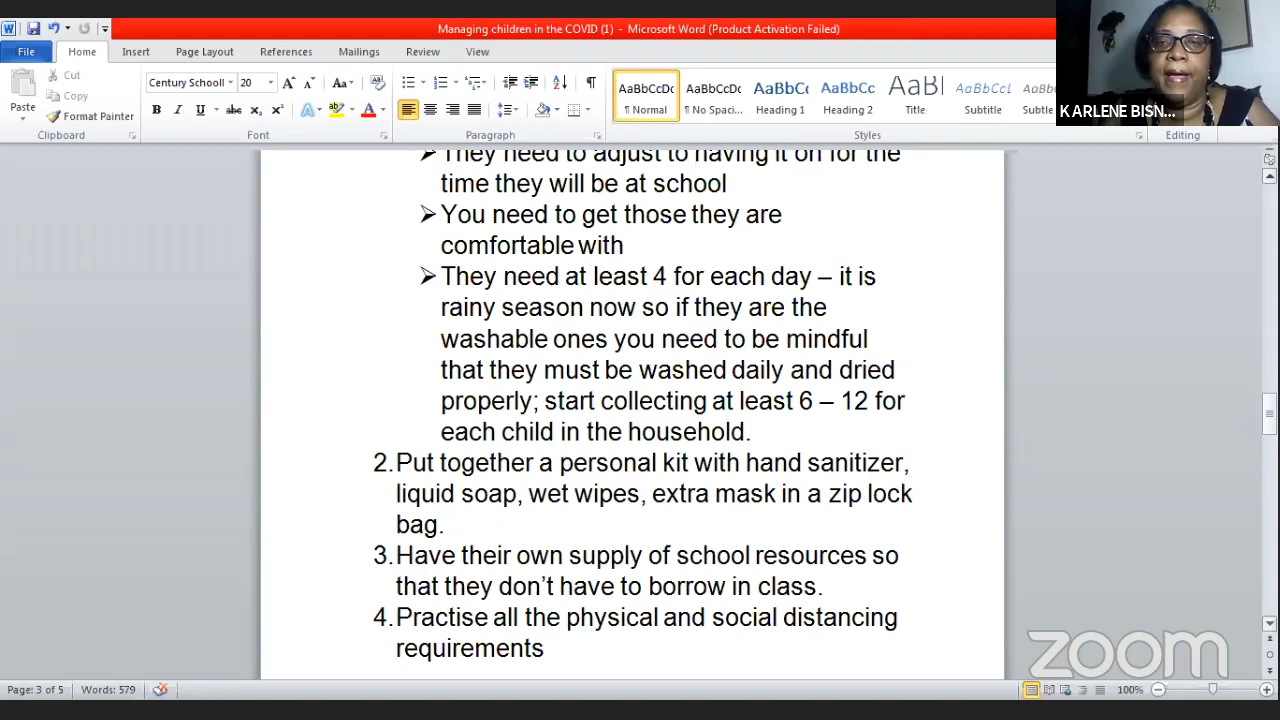 Managing children in the COVID (1) - Microsoft Word (Product Activation Failed)
File Home Insert Page Layout References Mailings Review View
Paste
Cut
Copy
Format Painter
Clipboard
Century Schooll 20
Font
Paragraph
AaBbCcDc AaBbCcDc AaBbC AaBbCc AaBl AaBbCcl AaBbC
¶ Normal ¶ No Spaci... Heading 1 Heading 2 Title Subtitle Subtle
Styles
Editing
KARLENE BISN...
They need to adjust to having it on for the
time they will be at school
You need to get those they are
comfortable with
They need at least 4 for each day – it is
rainy season now so if they are the
washable ones you need to be mindful
that they must be washed daily and dried
properly; start collecting at least 6 – 12 for
each child in the household.
2. Put together a personal kit with hand sanitizer,
liquid soap, wet wipes, extra mask in a zip lock
bag.
3. Have their own supply of school resources so
that they don't have to borrow in class.
4. Practise all the physical and social distancing
requirements
zoom
Page: 3 of 5 Words: 579
100%